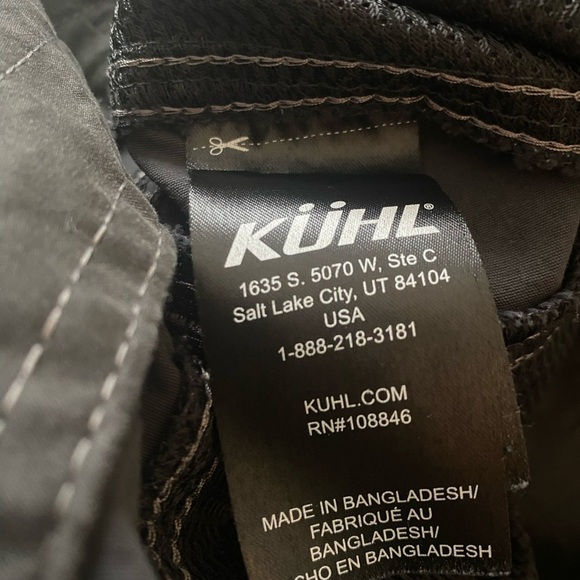 KÜHL®
1635 S. 5070 W, Ste C
Salt Lake City, UT 84104
USA
1-888-218-3181
KUHL.COM
RN#108846
MADE IN BANGLADESH/
FABRIQUÉ AU
BANGLADESH/
CHO EN BANGLADESH